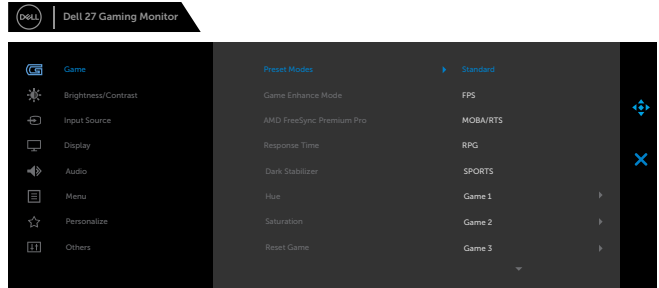 DELL
Dell 27 Gaming Monitor
Game
Preset Modes
Standard
Brightness/Contrast
Game Enhance Mode
FPS
Input Source
AMD FreeSync Premium Pro
MOBA/RTS
Display
Response Time
RPG
Audio
Dark Stabilizer
SPORTS
Menu
Hue
Game 1
Personalize
Saturation
Game 2
Others
Reset Game
Game 3